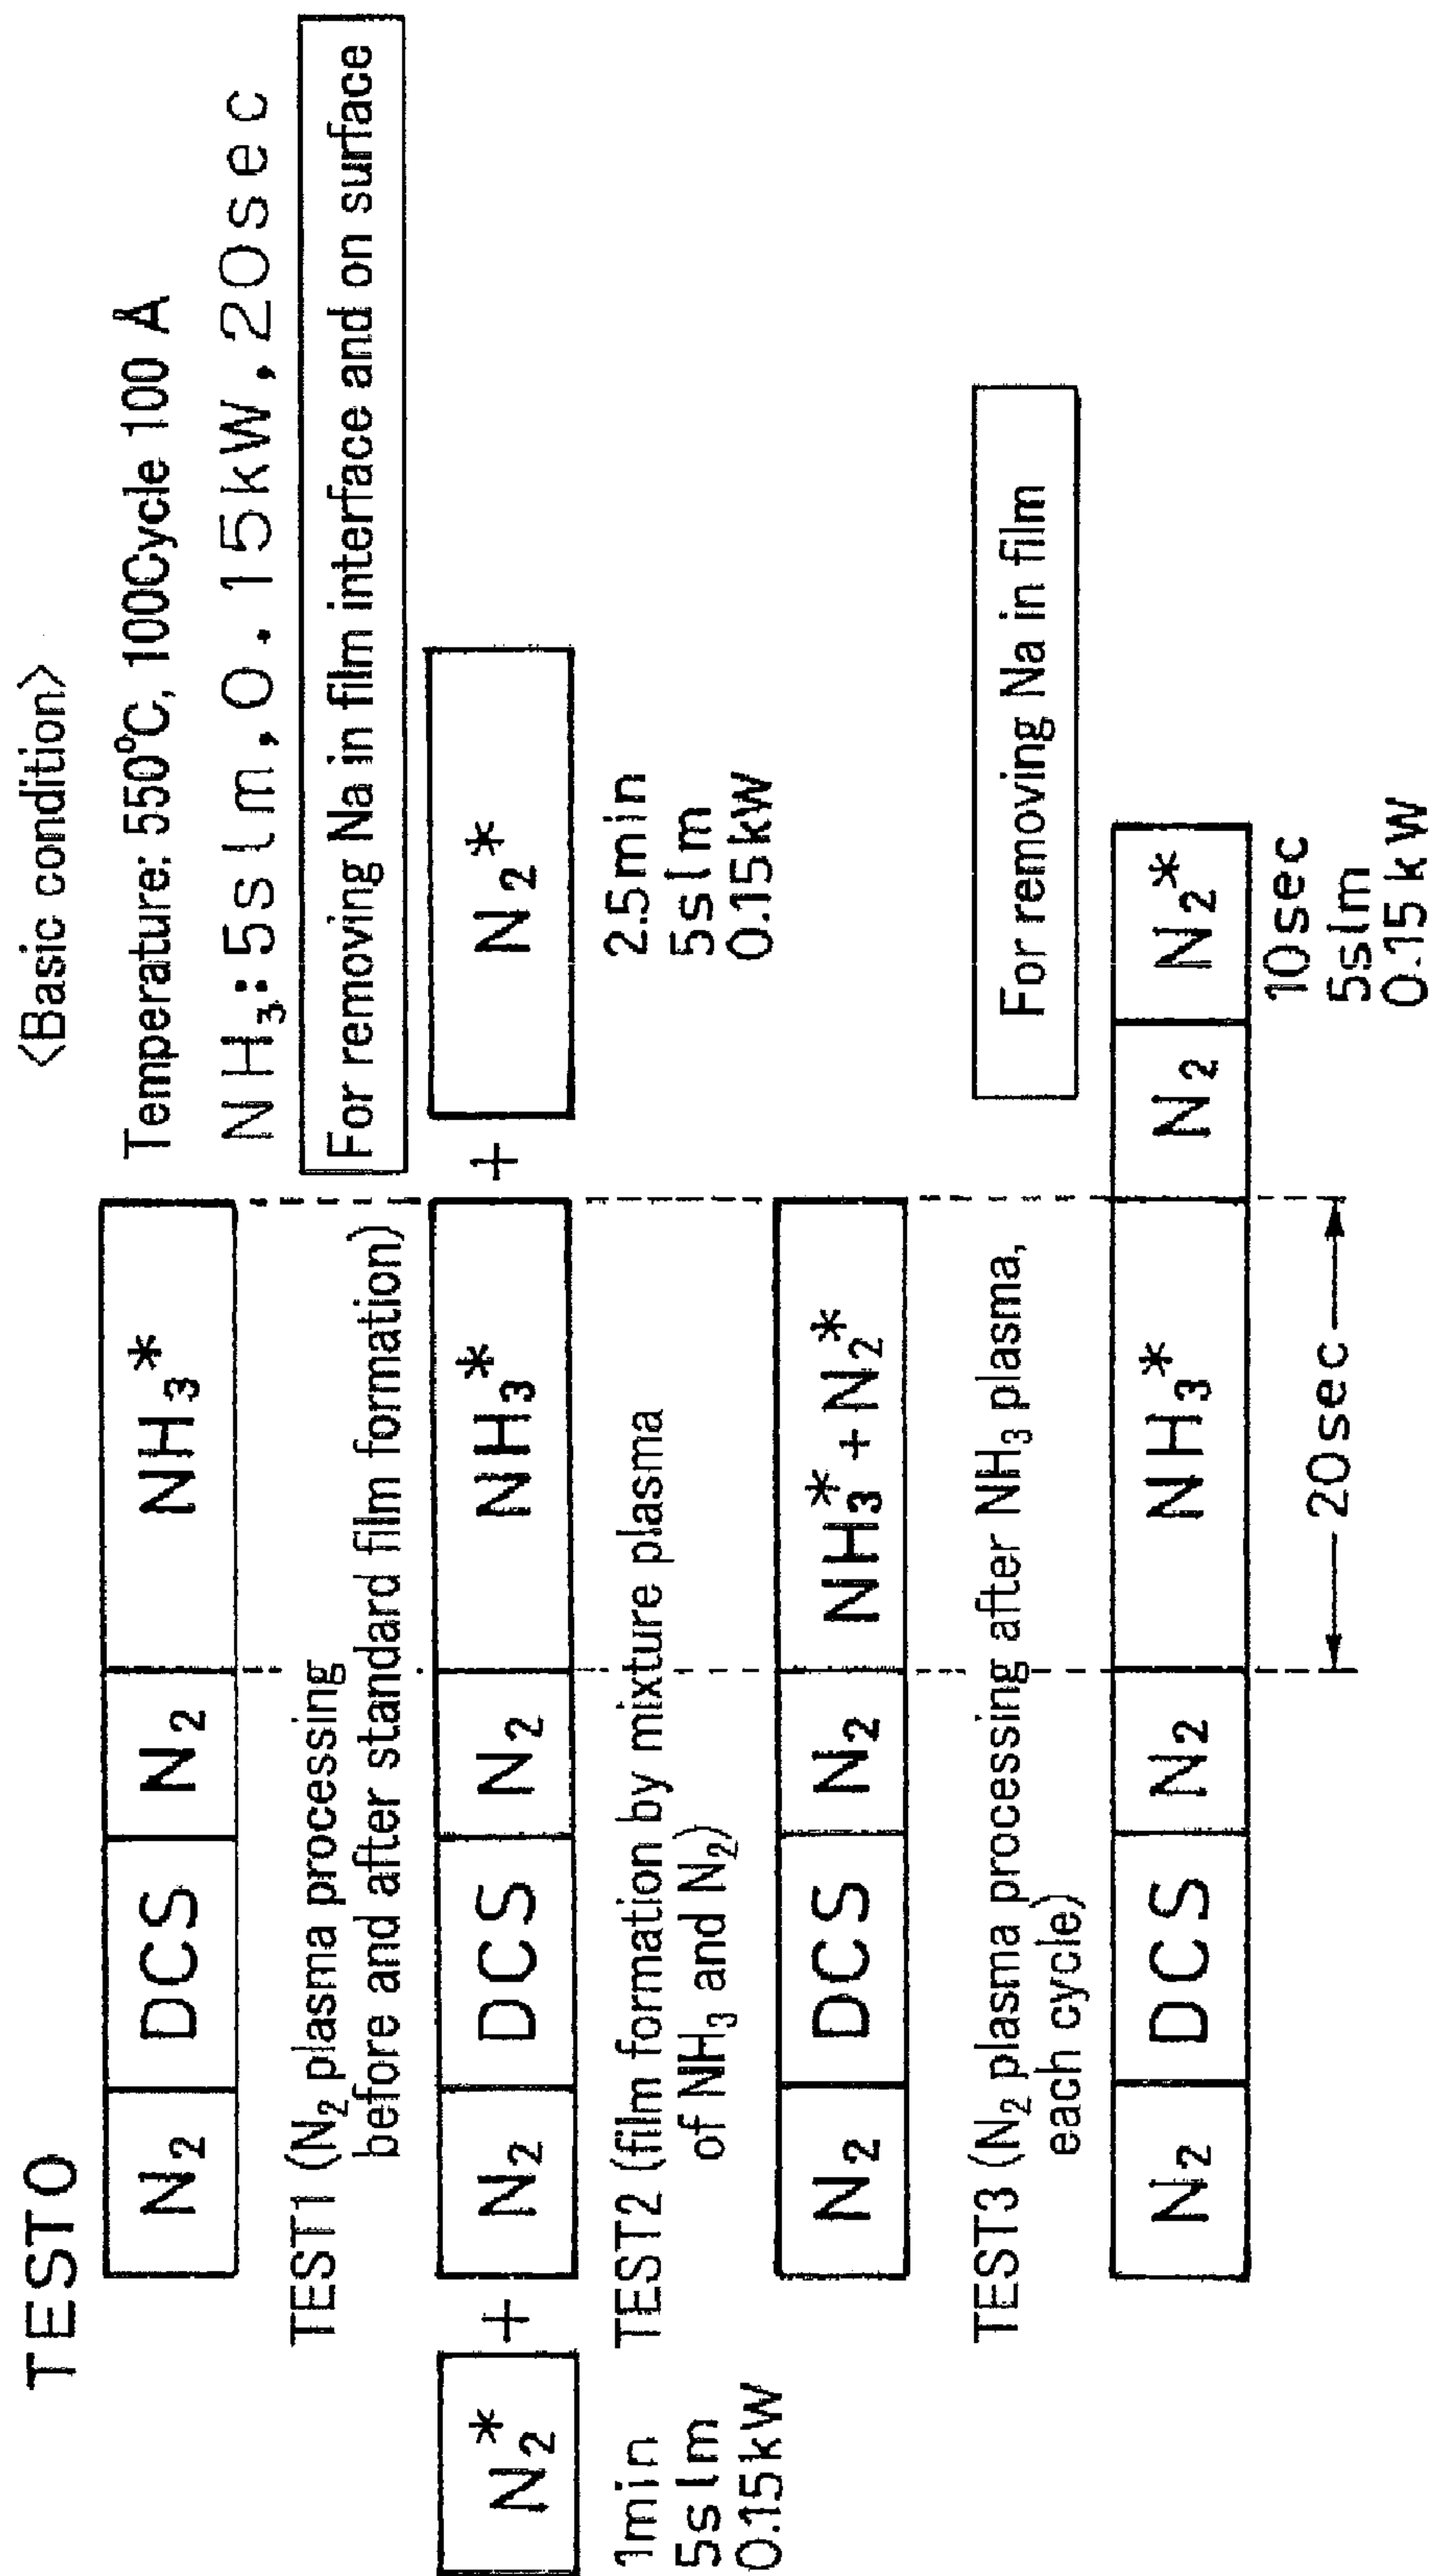 <Basic condition>
Temperature: 550°C, 100Cycle 100 Å
NH₃:5slm,0.15kW,20sec
TEST0
N₂ DCS N₂ NH₃*
For removing Na in film interface and on surface
TEST1 (N₂ plasma processing
before and after standard film formation)
N₂* + N₂ DCS N₂ NH₃* + N₂*
1min
5slm
0.15kW
2.5min
5slm
0.15kW
TEST2 (film formation by mixture plasma
of NH₃ and N₂)
N₂ DCS N₂ NH₃* + N₂*
For removing Na in film
TEST3 (N₂ plasma processing after NH₃ plasma,
each cycle)
N₂ DCS N₂ NH₃* N₂ N₂*
10sec
5slm
0.15kW
20sec